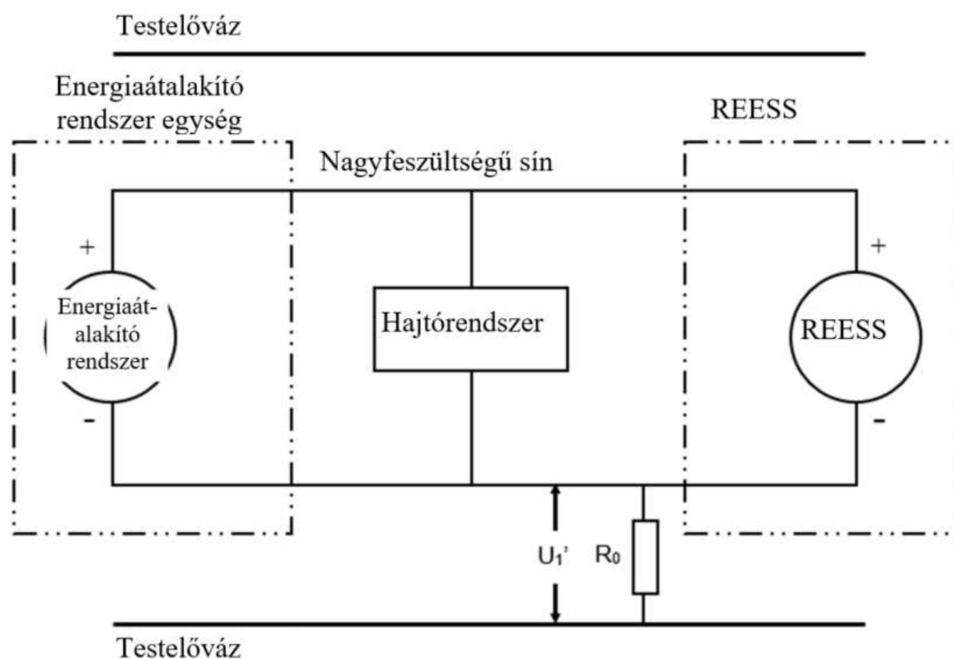 Testelőváz
Energiaátalakító
rendszer egység
REESS
Nagyfeszültségű sín
+
+
Energiaát-
alakító
rendszer
Hajtórendszer
REESS
-
-
U₁’
R₀
Testelőváz